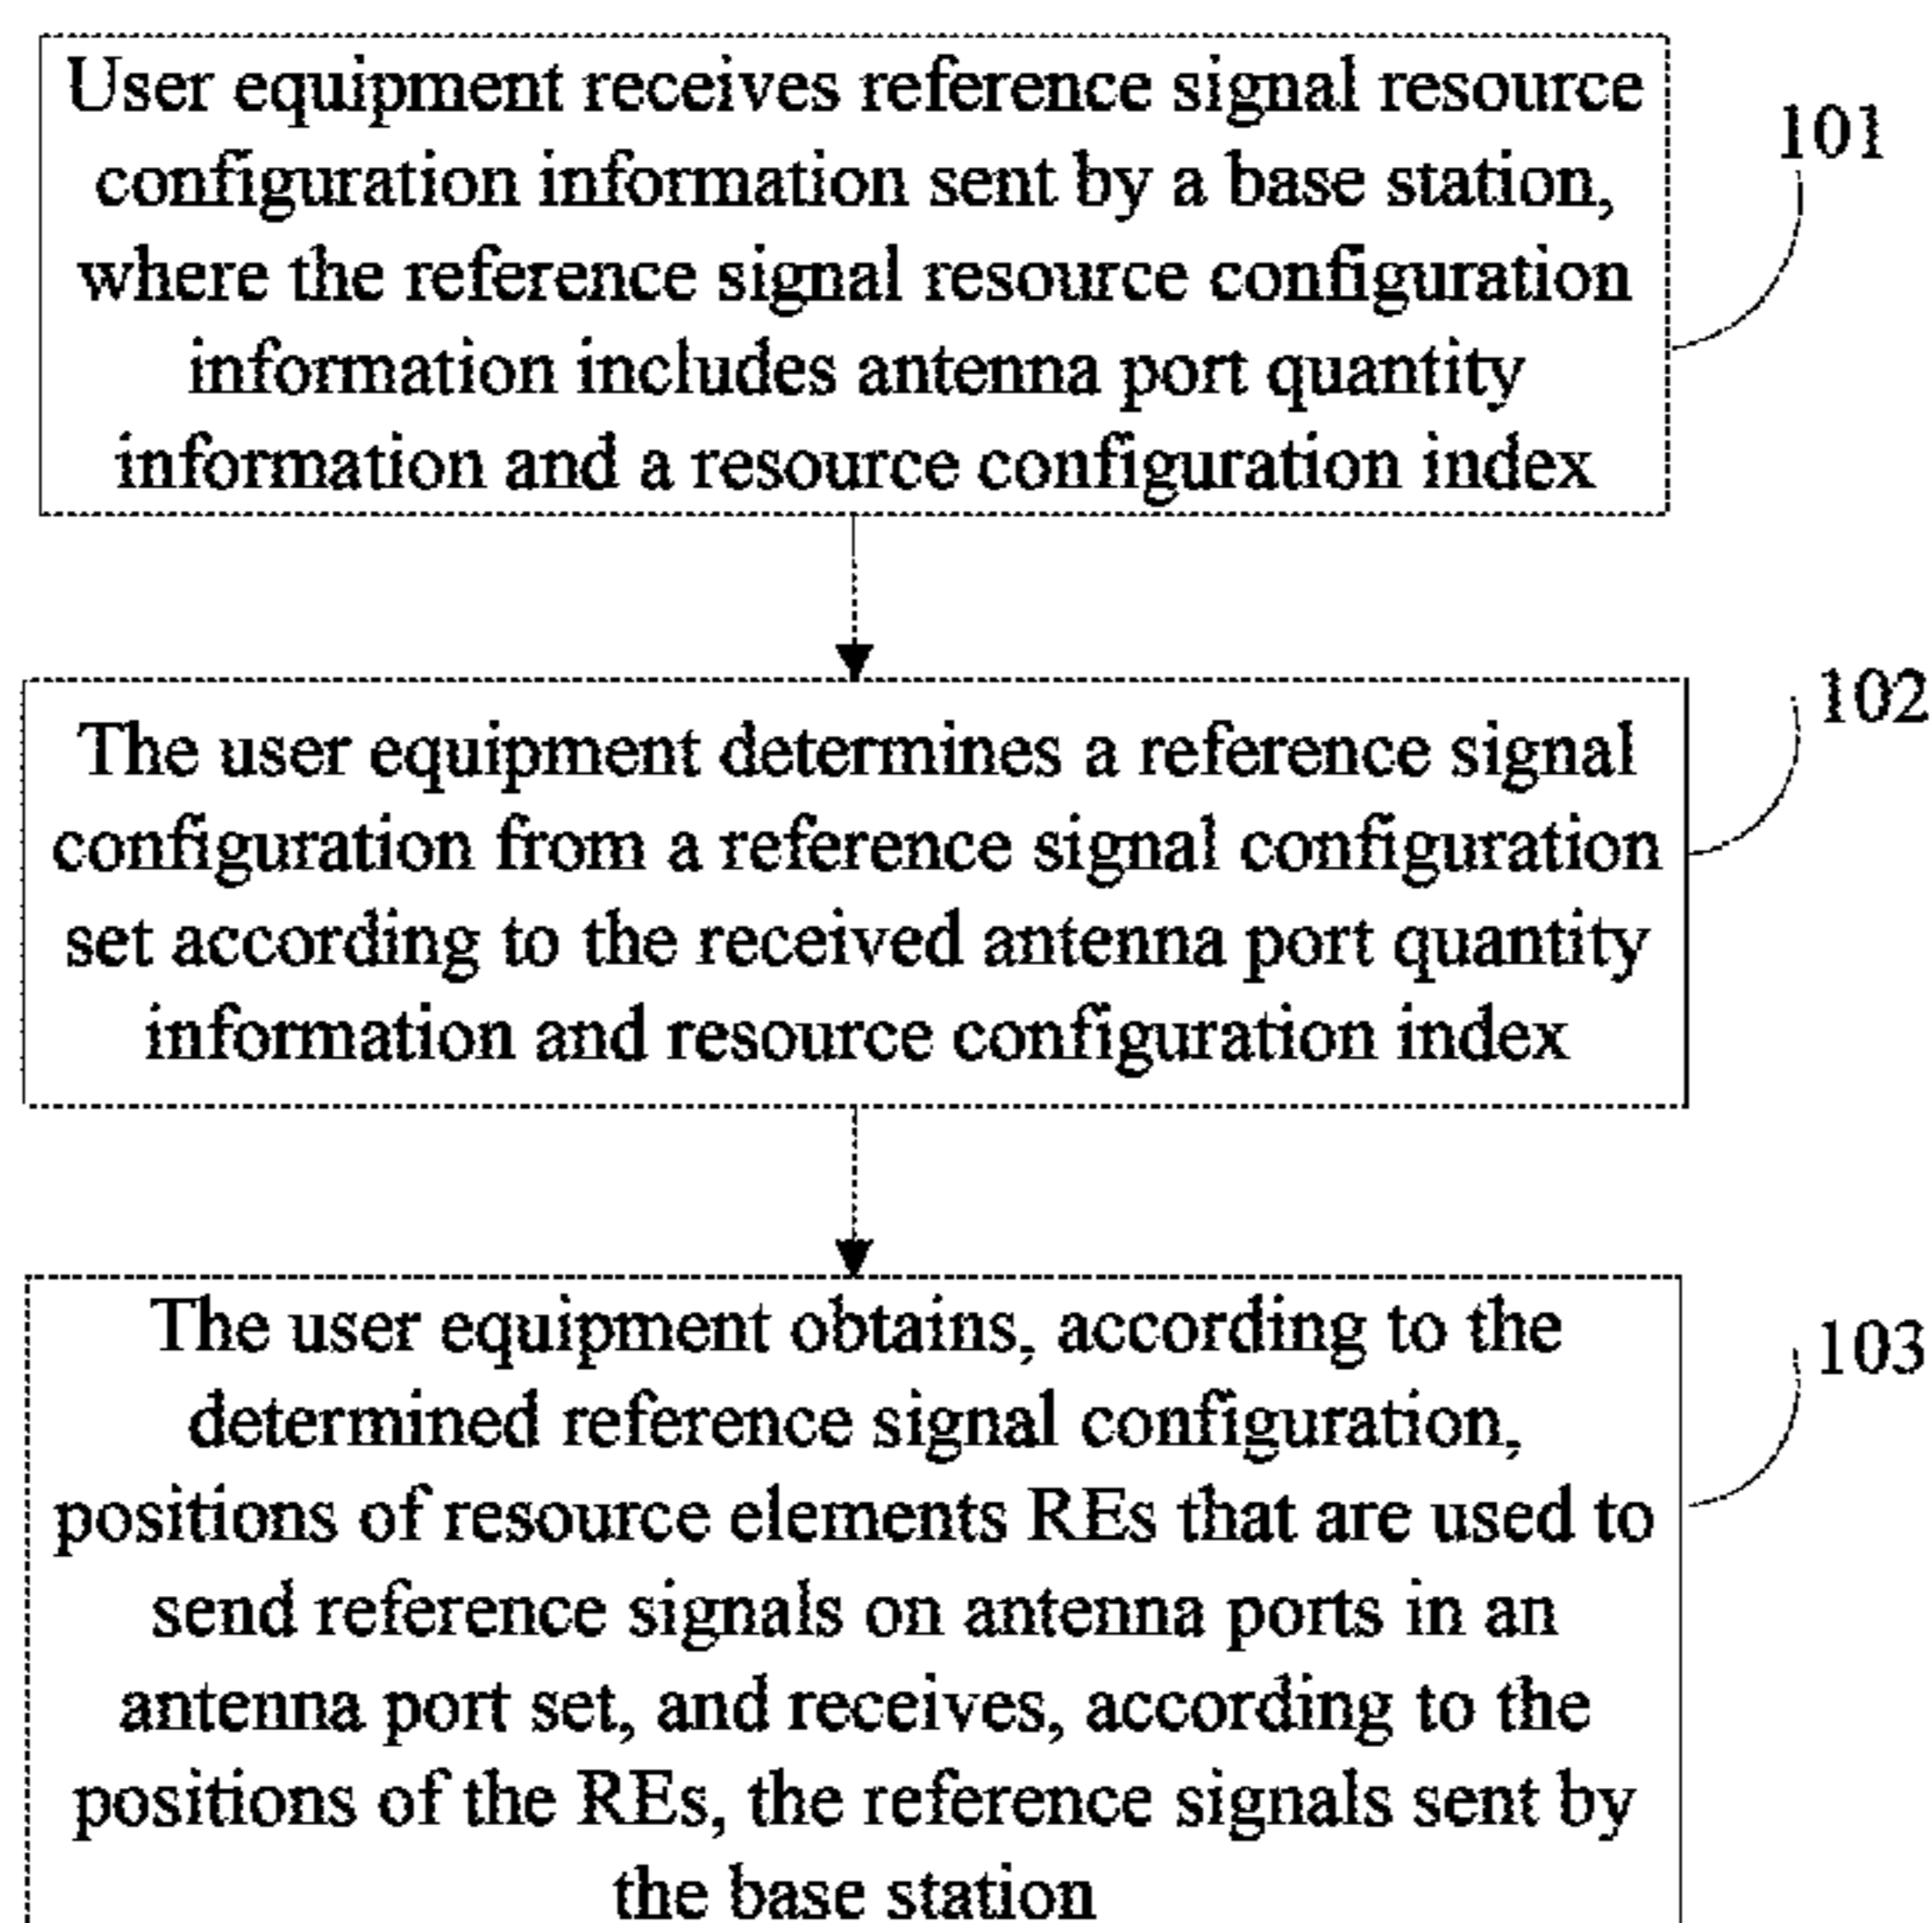 User equipment receives reference signal resource
configuration information sent by a base station,
where the reference signal resource configuration
information includes antenna port quantity
information and a resource configuration index
101
The user equipment determines a reference signal
configuration from a reference signal configuration
set according to the received antenna port quantity
information and resource configuration index
102
The user equipment obtains, according to the
determined reference signal configuration,
positions of resource elements REs that are used to
send reference signals on antenna ports in an
antenna port set, and receives, according to the
positions of the REs, the reference signals sent by
the base station
103